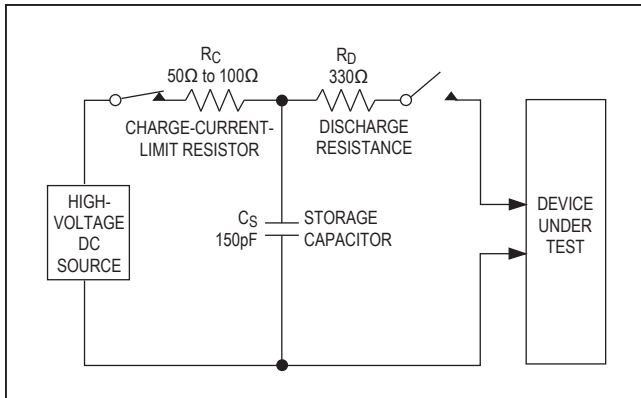 RC
50Ω to 100Ω
CHARGE-CURRENT-
LIMIT RESISTOR
RD
330Ω
DISCHARGE
RESISTANCE
HIGH-
VOLTAGE
DC
SOURCE
CS
150pF
STORAGE
CAPACITOR
DEVICE
UNDER
TEST